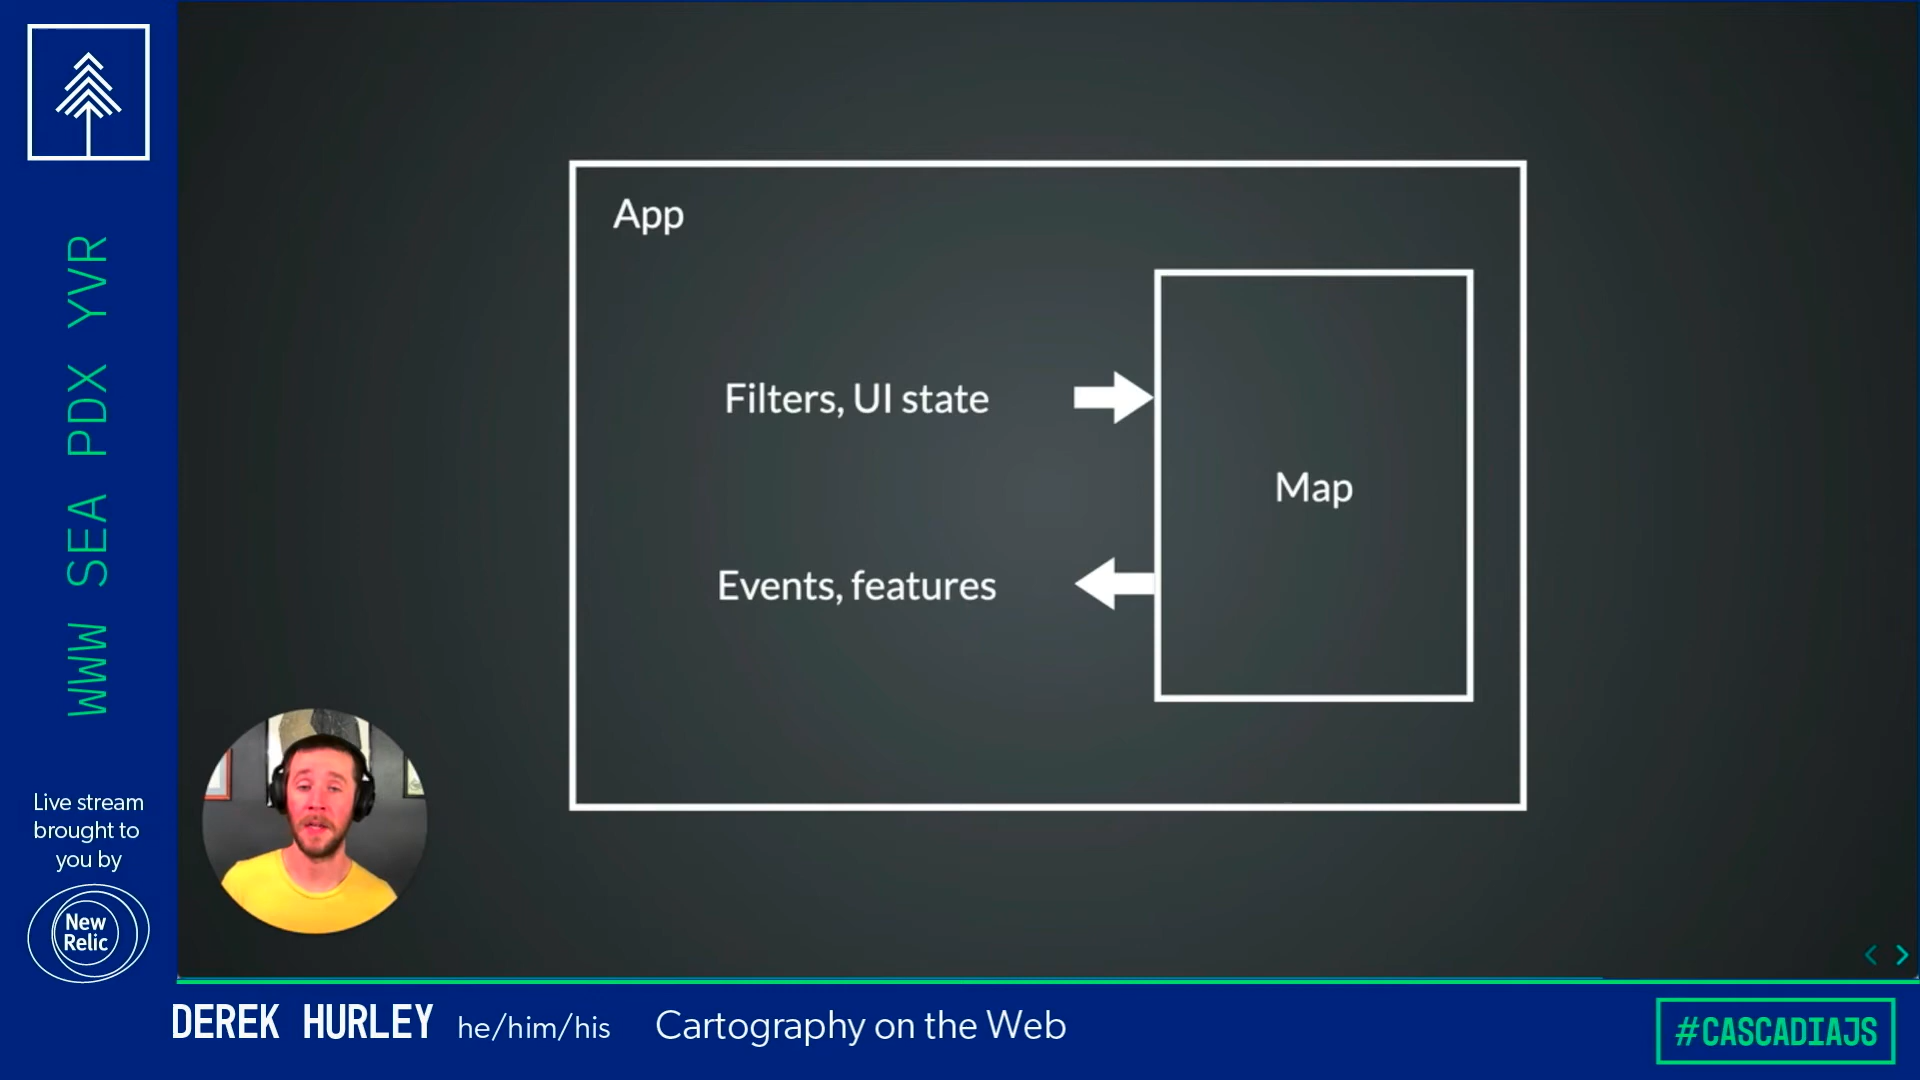 App
Filters, UI state
Map
Events, features
WWW SEA PDX YVR
Live stream
brought to
you by
New
Relic
DEREK HURLEY he/him/his Cartography on the Web
#CASCADIAJS